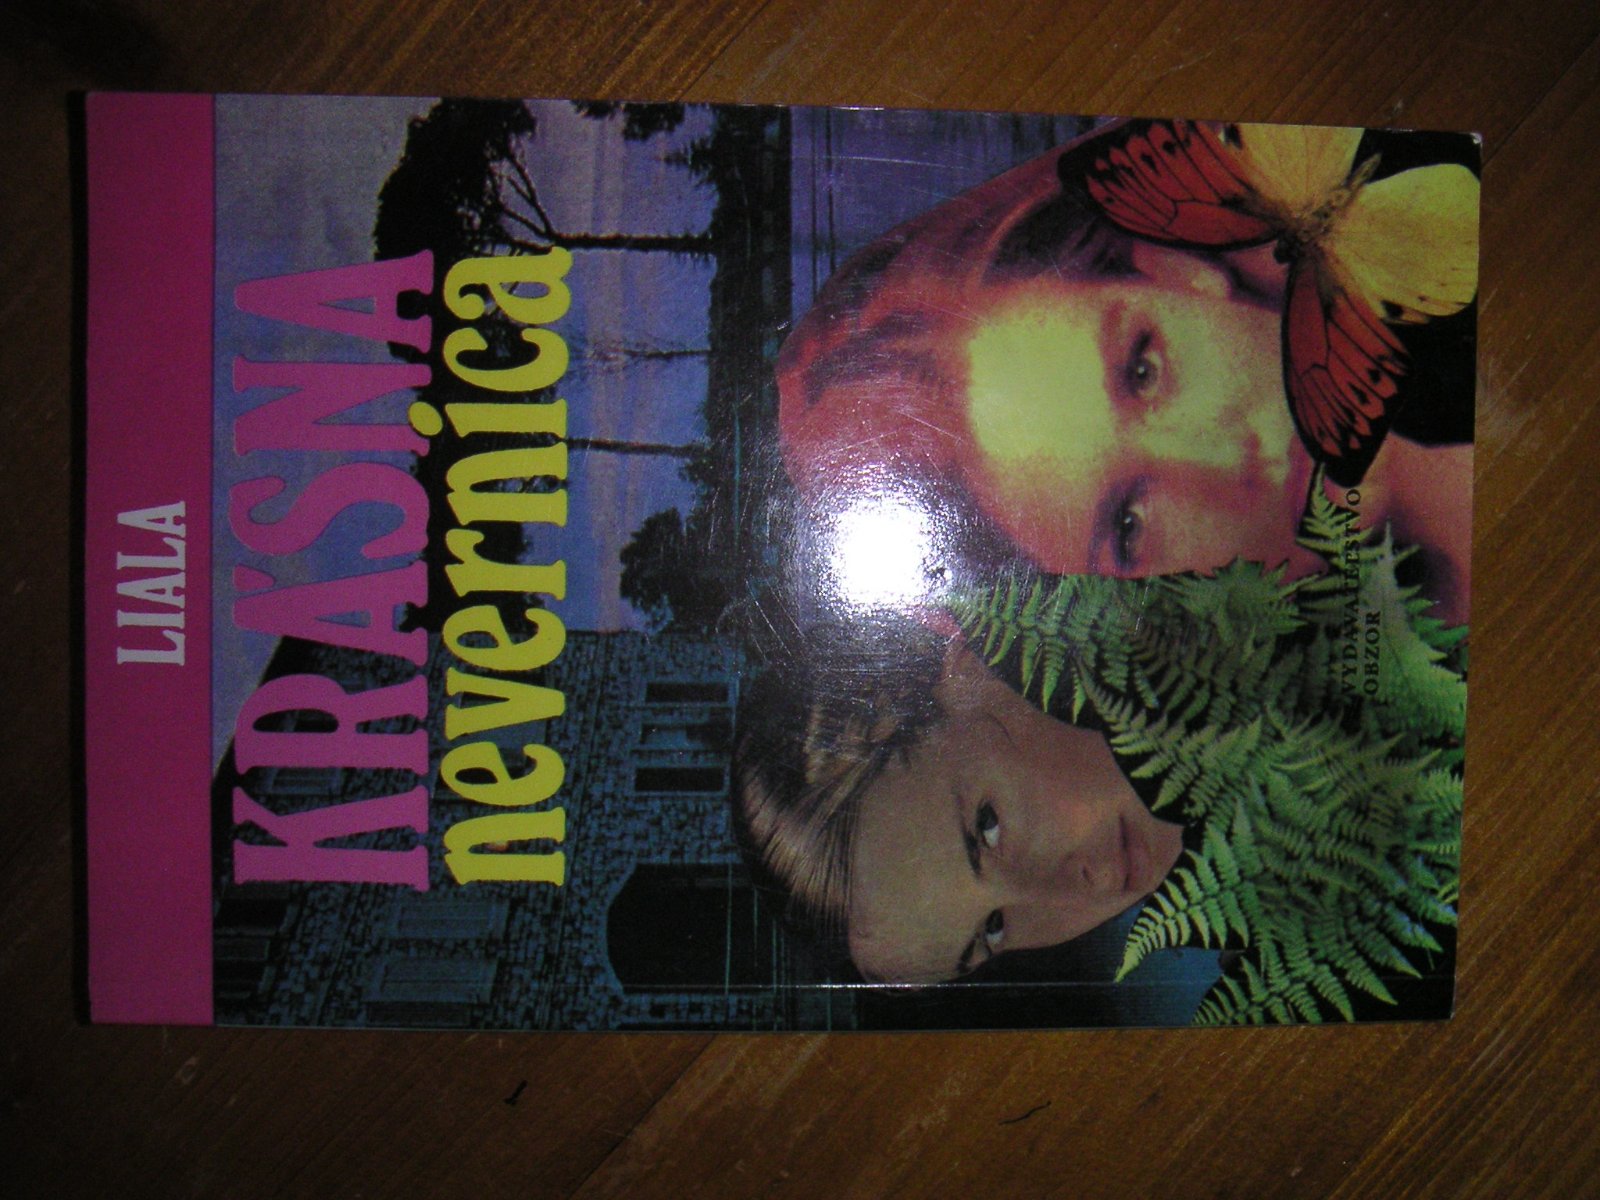 LIALA
KRÁSNA
nevernica
VYDAVATEĽSTVO
OBZOR